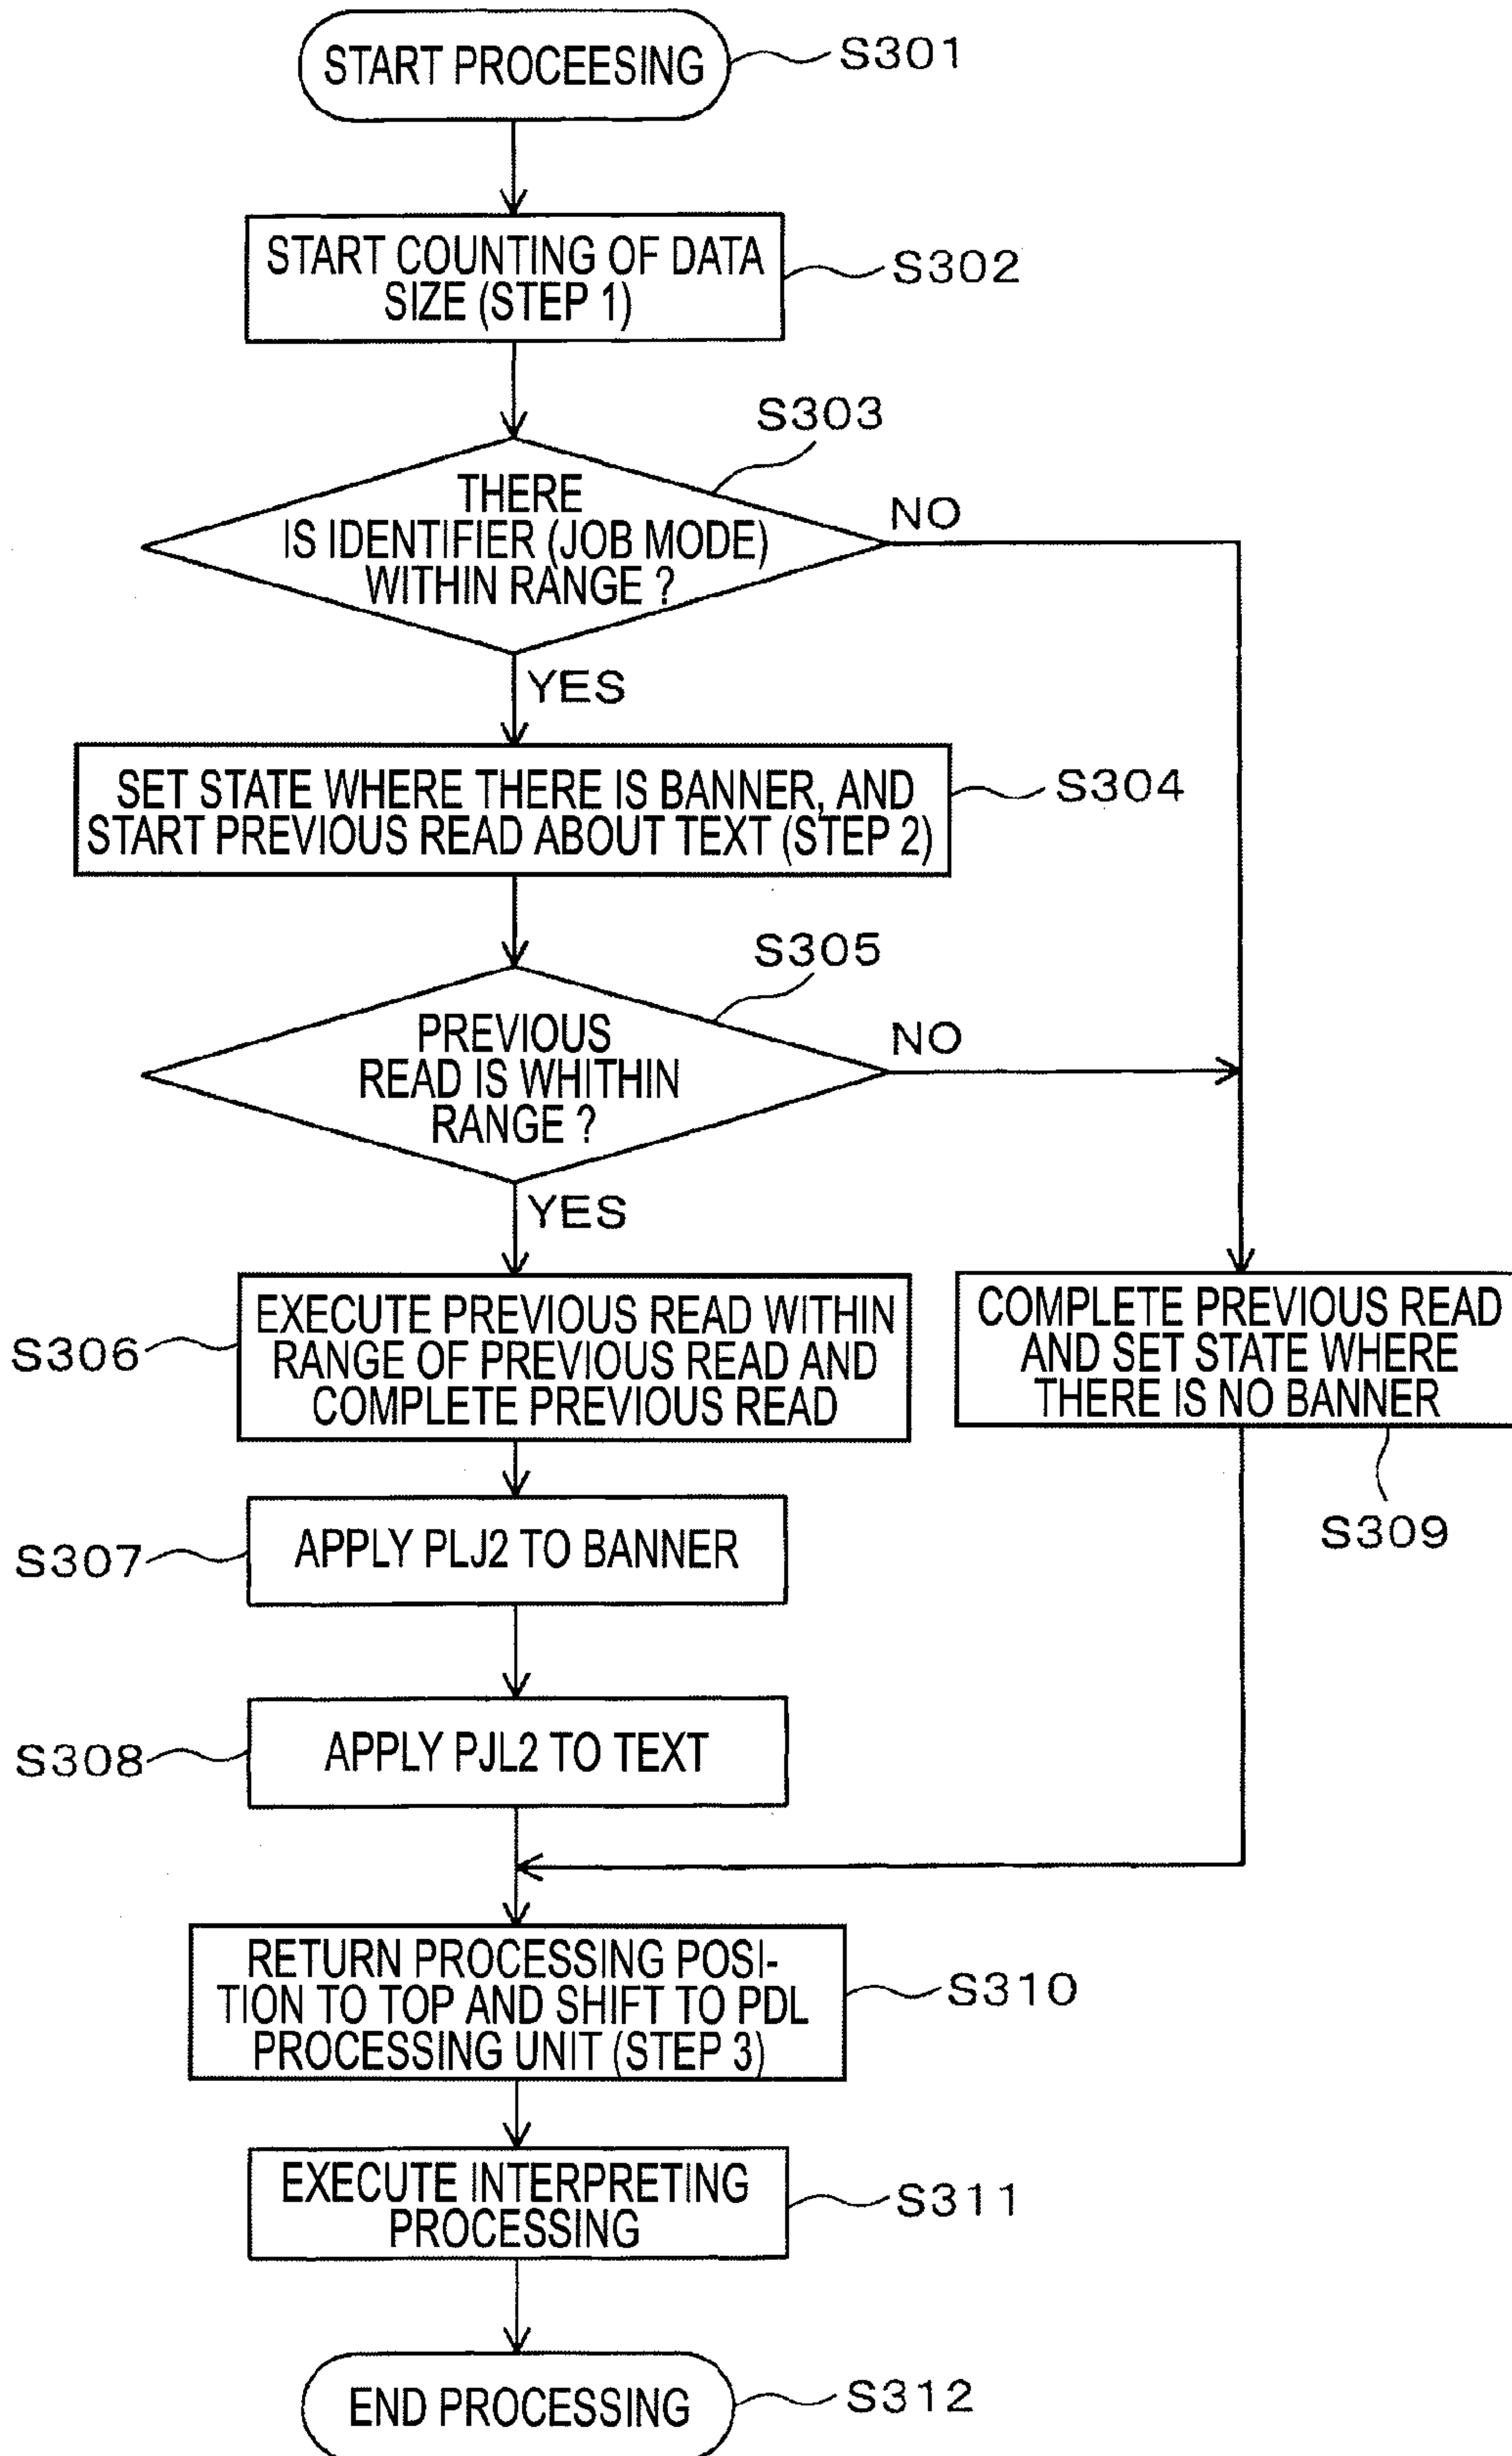 START PROCEESING
S301
START COUNTING OF DATA
SIZE (STEP 1)
S302
S303
THERE
IS IDENTIFIER (JOB MODE)
WITHIN RANGE ?
NO
YES
SET STATE WHERE THERE IS BANNER, AND
START PREVIOUS READ ABOUT TEXT (STEP 2)
S304
S305
PREVIOUS
READ IS WHITHIN
RANGE ?
NO
YES
S306
EXECUTE PREVIOUS READ WITHIN
RANGE OF PREVIOUS READ AND
COMPLETE PREVIOUS READ
COMPLETE PREVIOUS READ
AND SET STATE WHERE
THERE IS NO BANNER
S309
S307
APPLY PLJ2 TO BANNER
S308
APPLY PJL2 TO TEXT
RETURN PROCESSING POSI-
TION TO TOP AND SHIFT TO PDL
PROCESSING UNIT (STEP 3)
S310
EXECUTE INTERPRETING
PROCESSING
S311
END PROCESSING
S312